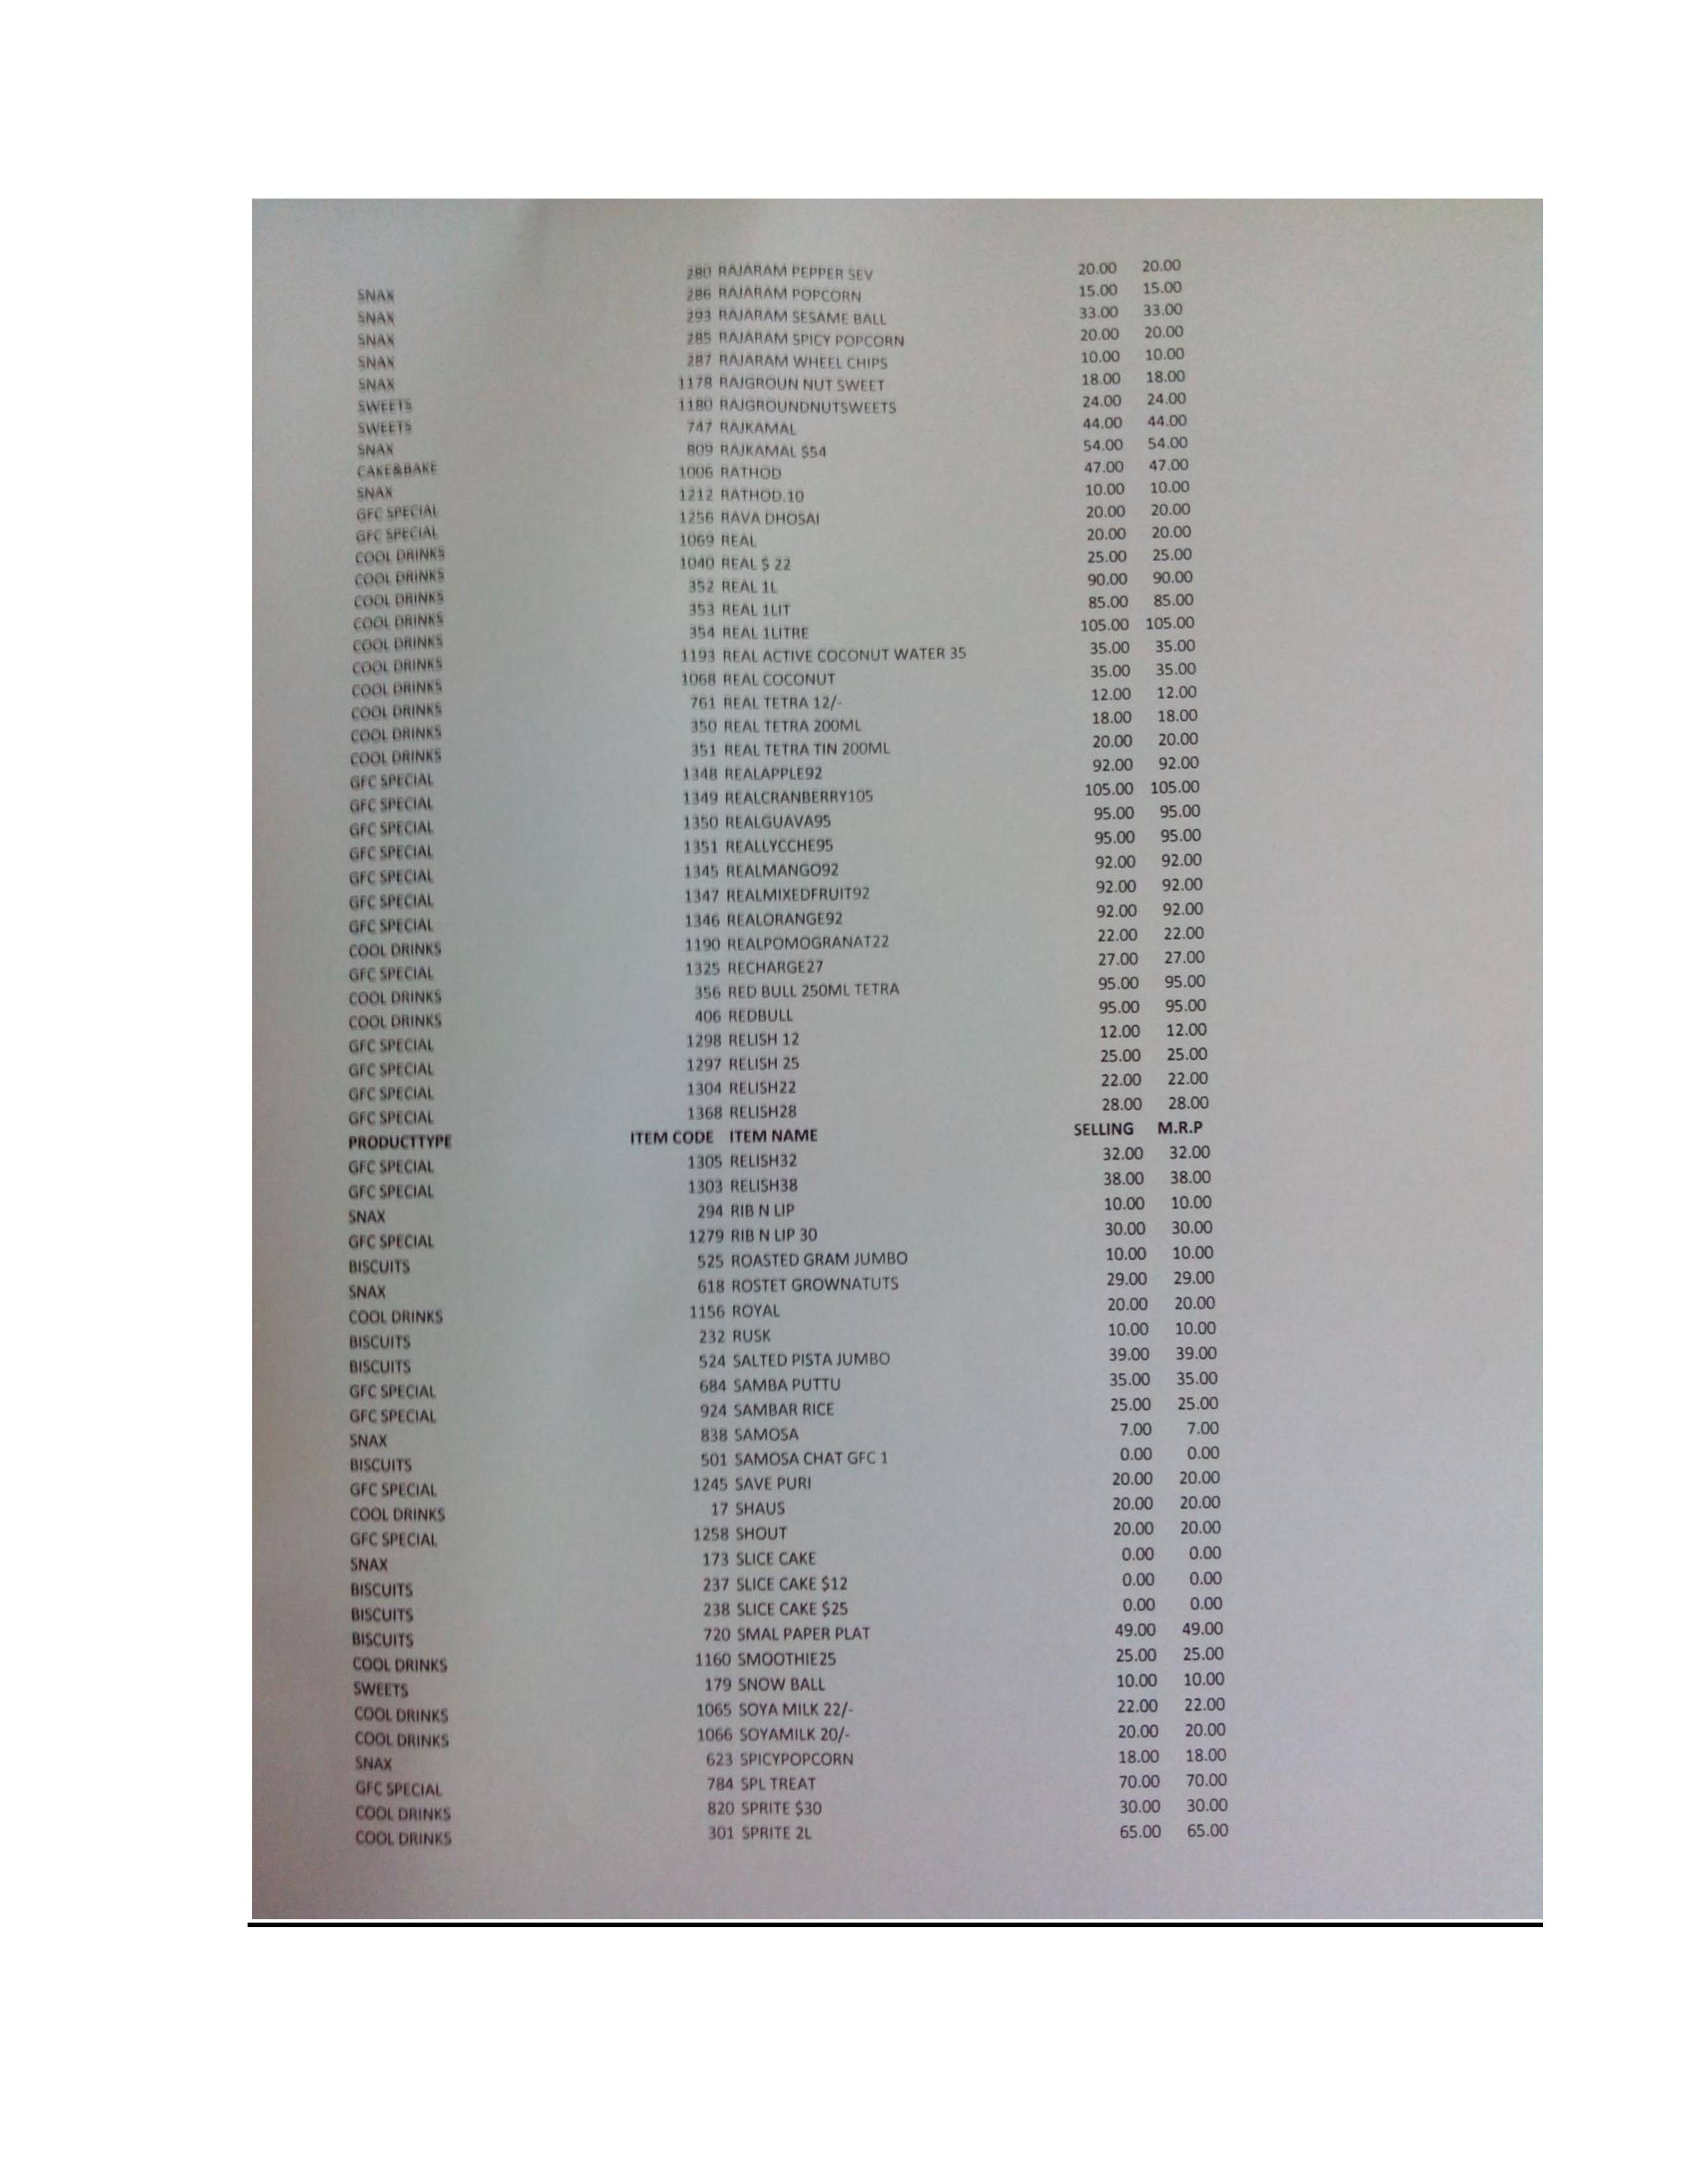 SNAX 280 RAJARAM PEPPER SEV 20.00 20.00
SNAX 286 RAJARAM POPCORN 15.00 15.00
SNAX 293 RAJARAM SESAME BALL 33.00 33.00
SNAX 285 RAJARAM SPICY POPCORN 20.00 20.00
SNAX 287 RAJARAM WHEEL CHIPS 10.00 10.00
SWEETS 1178 RAJGROUN NUT SWEET 18.00 18.00
SWEETS 1180 RAJGROUNDNUTSWEETS 24.00 24.00
SNAX 747 RAJKAMAL 44.00 44.00
CAKE&BAKE 809 RAJKAMAL $54 54.00 54.00
SNAX 1006 RATHOD 47.00 47.00
GFC SPECIAL 1212 RATHOD.10 10.00 10.00
GFC SPECIAL 1256 RAVA DHOSAI 20.00 20.00
COOL DRINKS 1069 REAL 20.00 20.00
COOL DRINKS 1040 REAL $ 22 25.00 25.00
COOL DRINKS 352 REAL 1L 90.00 90.00
COOL DRINKS 353 REAL 1LIT 85.00 85.00
COOL DRINKS 354 REAL 1LITRE 105.00 105.00
COOL DRINKS 1193 REAL ACTIVE COCONUT WATER 35 35.00 35.00
COOL DRINKS 1068 REAL COCONUT 35.00 35.00
COOL DRINKS 761 REAL TETRA 12/- 12.00 12.00
COOL DRINKS 350 REAL TETRA 200ML 18.00 18.00
COOL DRINKS 351 REAL TETRA TIN 200ML 20.00 20.00
GFC SPECIAL 1348 REALAPPLE92 92.00 92.00
GFC SPECIAL 1349 REALCRANBERRY105 105.00 105.00
GFC SPECIAL 1350 REALGUAVA95 95.00 95.00
GFC SPECIAL 1351 REALLYCCHE95 95.00 95.00
GFC SPECIAL 1345 REALMANGO92 92.00 92.00
GFC SPECIAL 1347 REALMIXEDFRUIT92 92.00 92.00
GFC SPECIAL 1346 REALORANGE92 92.00 92.00
COOL DRINKS 1190 REALPOMOGRANAT22 22.00 22.00
GFC SPECIAL 1325 RECHARGE27 27.00 27.00
COOL DRINKS 356 RED BULL 250ML TETRA 95.00 95.00
COOL DRINKS 406 REDBULL 95.00 95.00
GFC SPECIAL 1298 RELISH 12 12.00 12.00
GFC SPECIAL 1297 RELISH 25 25.00 25.00
GFC SPECIAL 1304 RELISH22 22.00 22.00
GFC SPECIAL 1368 RELISH28 28.00 28.00
PRODUCTTYPE ITEM CODE ITEM NAME SELLING M.R.P
GFC SPECIAL 1305 RELISH32 32.00 32.00
GFC SPECIAL 1303 RELISH38 38.00 38.00
SNAX 294 RIB N LIP 10.00 10.00
GFC SPECIAL 1279 RIB N LIP 30 30.00 30.00
BISCUITS 525 ROASTED GRAM JUMBO 10.00 10.00
SNAX 618 ROSTET GROWNATUTS 29.00 29.00
COOL DRINKS 1156 ROYAL 20.00 20.00
BISCUITS 232 RUSK 10.00 10.00
BISCUITS 524 SALTED PISTA JUMBO 39.00 39.00
GFC SPECIAL 684 SAMBA PUTTU 35.00 35.00
GFC SPECIAL 924 SAMBAR RICE 25.00 25.00
SNAX 838 SAMOSA 7.00 7.00
BISCUITS 501 SAMOSA CHAT GFC 1 0.00 0.00
GFC SPECIAL 1245 SAVE PURI 20.00 20.00
COOL DRINKS 17 SHAUS 20.00 20.00
GFC SPECIAL 1258 SHOUT 20.00 20.00
SNAX 173 SLICE CAKE 0.00 0.00
BISCUITS 237 SLICE CAKE $12 0.00 0.00
BISCUITS 238 SLICE CAKE $25 0.00 0.00
BISCUITS 720 SMAL PAPER PLAT 49.00 49.00
COOL DRINKS 1160 SMOOTHIE25 25.00 25.00
SWEETS 179 SNOW BALL 10.00 10.00
COOL DRINKS 1065 SOYA MILK 22/- 22.00 22.00
COOL DRINKS 1066 SOYAMILK 20/- 20.00 20.00
SNAX 623 SPICYPOPCORN 18.00 18.00
GFC SPECIAL 784 SPL TREAT 70.00 70.00
COOL DRINKS 820 SPRITE $30 30.00 30.00
COOL DRINKS 301 SPRITE 2L 65.00 65.00